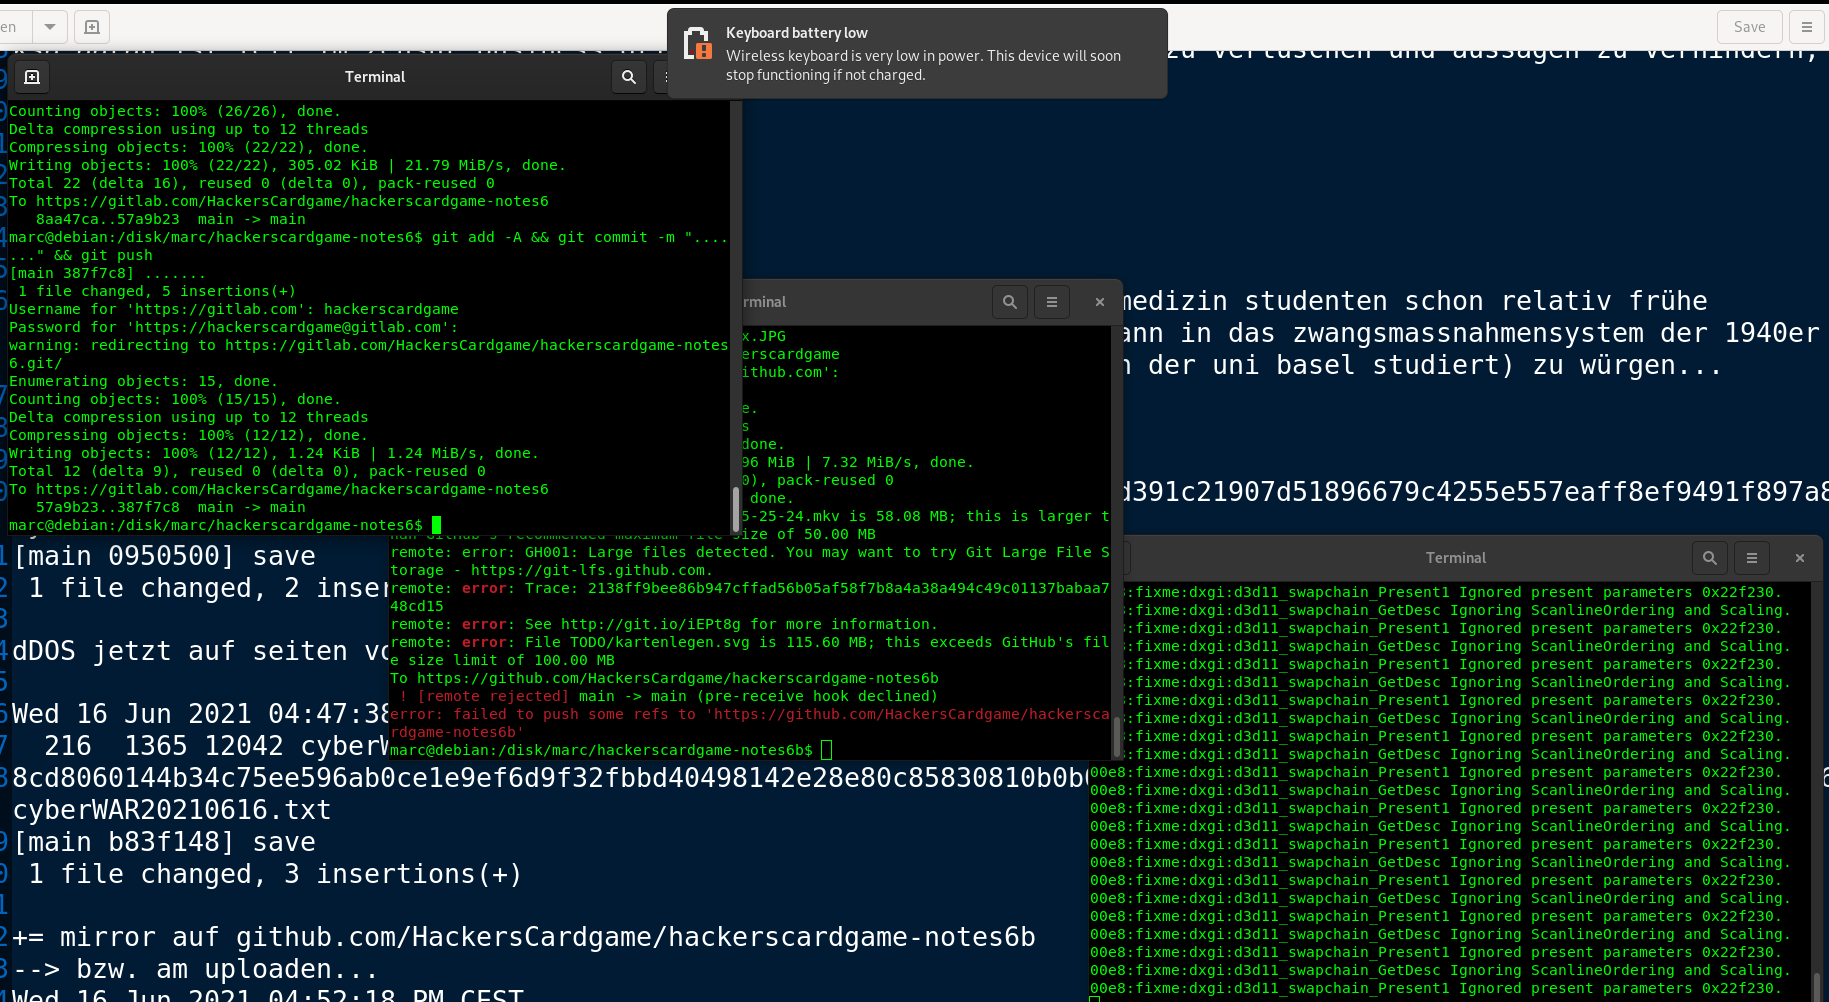 en
Save
Keyboard battery low
Wireless keyboard is very low in power. This device will soon
stop functioning if not charged.
zu vertuschen und aussagen zu verhindern,
Terminal
Counting objects: 100% (26/26), done.
Delta compression using up to 12 threads
Compressing objects: 100% (22/22), done.
Writing objects: 100% (22/22), 305.02 KiB | 21.79 MiB/s, done.
Total 22 (delta 16), reused 0 (delta 0), pack-reused 0
To https://gitlab.com/HackersCardgame/hackerscardgame-notes6
   8aa47ca..57a9b23  main -> main
marc@debian:/disk/marc/hackerscardgame-notes6$ git add -A && git commit -m "....
..." && git push
[main 387f7c8] .......
 1 file changed, 5 insertions(+)
Username for 'https://gitlab.com': hackerscardgame
Password for 'https://hackerscardgame@gitlab.com':
warning: redirecting to https://gitlab.com/HackersCardgame/hackerscardgame-notes
6.git/
Enumerating objects: 15, done.
Counting objects: 100% (15/15), done.
Delta compression using up to 12 threads
Compressing objects: 100% (12/12), done.
Writing objects: 100% (12/12), 1.24 KiB | 1.24 MiB/s, done.
Total 12 (delta 9), reused 0 (delta 0), pack-reused 0
To https://gitlab.com/HackersCardgame/hackerscardgame-notes6
   57a9b23..387f7c8  main -> main
marc@debian:/disk/marc/hackerscardgame-notes6$
rminal
x.JPG
erscardgame
ithub.com':
e.
s
done.
96 MiB | 7.32 MiB/s, done.
0), pack-reused 0
done.
5-25-24.mkv is 58.08 MB; this is larger t
han GitHub's recommended maximum file size of 50.00 MB
remote: error: GH001: Large files detected. You may want to try Git Large File S
torage - https://git-lfs.github.com.
remote: error: Trace: 2138ff9bee86b947cffad56b05af58f7b8a4a38a494c49c01137babaa7
48cd15
remote: error: See http://git.io/iEPt8g for more information.
remote: error: File TODO/kartenlegen.svg is 115.60 MB; this exceeds GitHub's fil
e size limit of 100.00 MB
To https://github.com/HackersCardgame/hackerscardgame-notes6b
 ! [remote rejected] main -> main (pre-receive hook declined)
error: failed to push some refs to 'https://github.com/HackersCardgame/hackersca
rdgame-notes6b'
marc@debian:/disk/marc/hackerscardgame-notes6b$
medizin studenten schon relativ frühe
ann in das zwangsmassnahmensystem der 1940er
n der uni basel studiert) zu würgen...
d391c21907d51896679c4255e557eaff8ef9491f897a8
[main 0950500] save
 1 file changed, 2 inser
dDOS jetzt auf seiten vo
Wed 16 Jun 2021 04:47:38
  216  1365 12042 cyberW
8cd8060144b34c75ee596ab0ce1e9ef6d9f32fbbd40498142e28e80c85830810b0b
cyberWAR20210616.txt
[main b83f148] save
 1 file changed, 3 insertions(+)
+= mirror auf github.com/HackersCardgame/hackerscardgame-notes6b
--> bzw. am uploaden...
Wed 16 Jun 2021 04:52:18 PM CEST
Terminal
:fixme:dxgi:d3d11_swapchain_Present1 Ignored present parameters 0x22f230.
:fixme:dxgi:d3d11_swapchain_GetDesc Ignoring ScanlineOrdering and Scaling.
:fixme:dxgi:d3d11_swapchain_Present1 Ignored present parameters 0x22f230.
:fixme:dxgi:d3d11_swapchain_GetDesc Ignoring ScanlineOrdering and Scaling.
:fixme:dxgi:d3d11_swapchain_Present1 Ignored present parameters 0x22f230.
:fixme:dxgi:d3d11_swapchain_GetDesc Ignoring ScanlineOrdering and Scaling.
:fixme:dxgi:d3d11_swapchain_Present1 Ignored present parameters 0x22f230.
:fixme:dxgi:d3d11_swapchain_GetDesc Ignoring ScanlineOrdering and Scaling.
:fixme:dxgi:d3d11_swapchain_Present1 Ignored present parameters 0x22f230.
:fixme:dxgi:d3d11_swapchain_GetDesc Ignoring ScanlineOrdering and Scaling.
00e8:fixme:dxgi:d3d11_swapchain_Present1 Ignored present parameters 0x22f230.
00e8:fixme:dxgi:d3d11_swapchain_GetDesc Ignoring ScanlineOrdering and Scaling.
00e8:fixme:dxgi:d3d11_swapchain_Present1 Ignored present parameters 0x22f230.
00e8:fixme:dxgi:d3d11_swapchain_GetDesc Ignoring ScanlineOrdering and Scaling.
00e8:fixme:dxgi:d3d11_swapchain_Present1 Ignored present parameters 0x22f230.
00e8:fixme:dxgi:d3d11_swapchain_GetDesc Ignoring ScanlineOrdering and Scaling.
00e8:fixme:dxgi:d3d11_swapchain_Present1 Ignored present parameters 0x22f230.
00e8:fixme:dxgi:d3d11_swapchain_GetDesc Ignoring ScanlineOrdering and Scaling.
00e8:fixme:dxgi:d3d11_swapchain_Present1 Ignored present parameters 0x22f230.
00e8:fixme:dxgi:d3d11_swapchain_GetDesc Ignoring ScanlineOrdering and Scaling.
00e8:fixme:dxgi:d3d11_swapchain_Present1 Ignored present parameters 0x22f230.
00e8:fixme:dxgi:d3d11_swapchain_GetDesc Ignoring ScanlineOrdering and Scaling.
00e8:fixme:dxgi:d3d11_swapchain_Present1 Ignored present parameters 0x22f230.